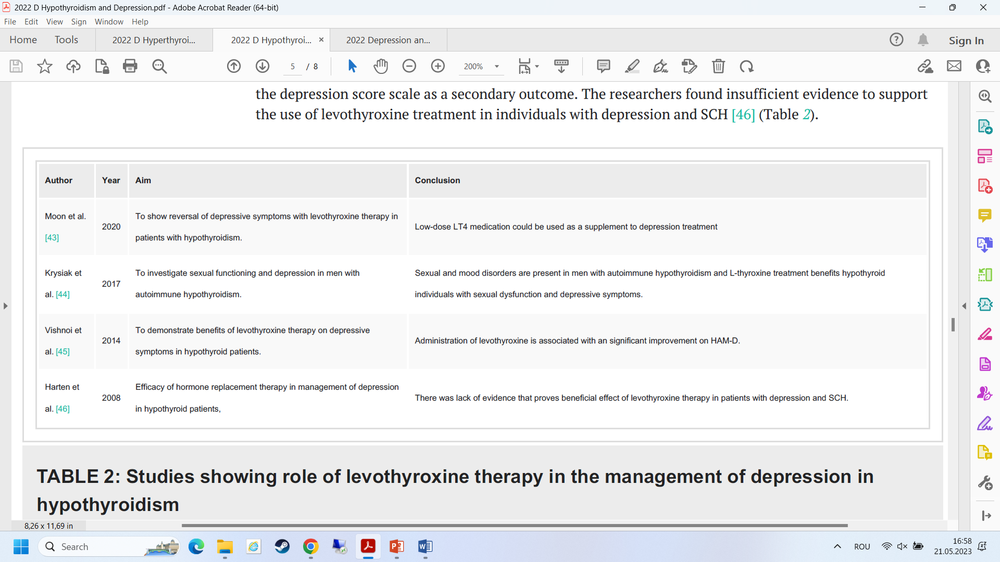 2022 D Hypothyroidism and Depression.pdf - Adobe Acrobat Reader (64-bit)
File Edit View Sign Window Help
Home Tools 2022 D Hyperthyroi... 2022 D Hypothyroi... × 2022 Depression an... Sign In
5 / 8 200%
the depression score scale as a secondary outcome. The researchers found insufficient evidence to support
the use of levothyroxine treatment in individuals with depression and SCH [46] (Table 2).
Author Year Aim Conclusion
Moon et al. [43] 2020 To show reversal of depressive symptoms with levothyroxine therapy in
patients with hypothyroidism. Low-dose LT4 medication could be used as a supplement to depression treatment
Krysiak et al. [44] 2017 To investigate sexual functioning and depression in men with
autoimmune hypothyroidism. Sexual and mood disorders are present in men with autoimmune hypothyroidism and L-thyroxine treatment benefits hypothyroid
individuals with sexual dysfunction and depressive symptoms.
Vishnoi et al. [45] 2014 To demonstrate benefits of levothyroxine therapy on depressive
symptoms in hypothyroid patients. Administration of levothyroxine is associated with an significant improvement on HAM-D.
Harten et al. [46] 2008 Efficacy of hormone replacement therapy in management of depression
in hypothyroid patients, There was lack of evidence that proves beneficial effect of levothyroxine therapy in patients with depression and SCH.
TABLE 2: Studies showing role of levothyroxine therapy in the management of depression in
hypothyroidism
8,26 x 11,69 in
Search ROU 16:58
21.05.2023